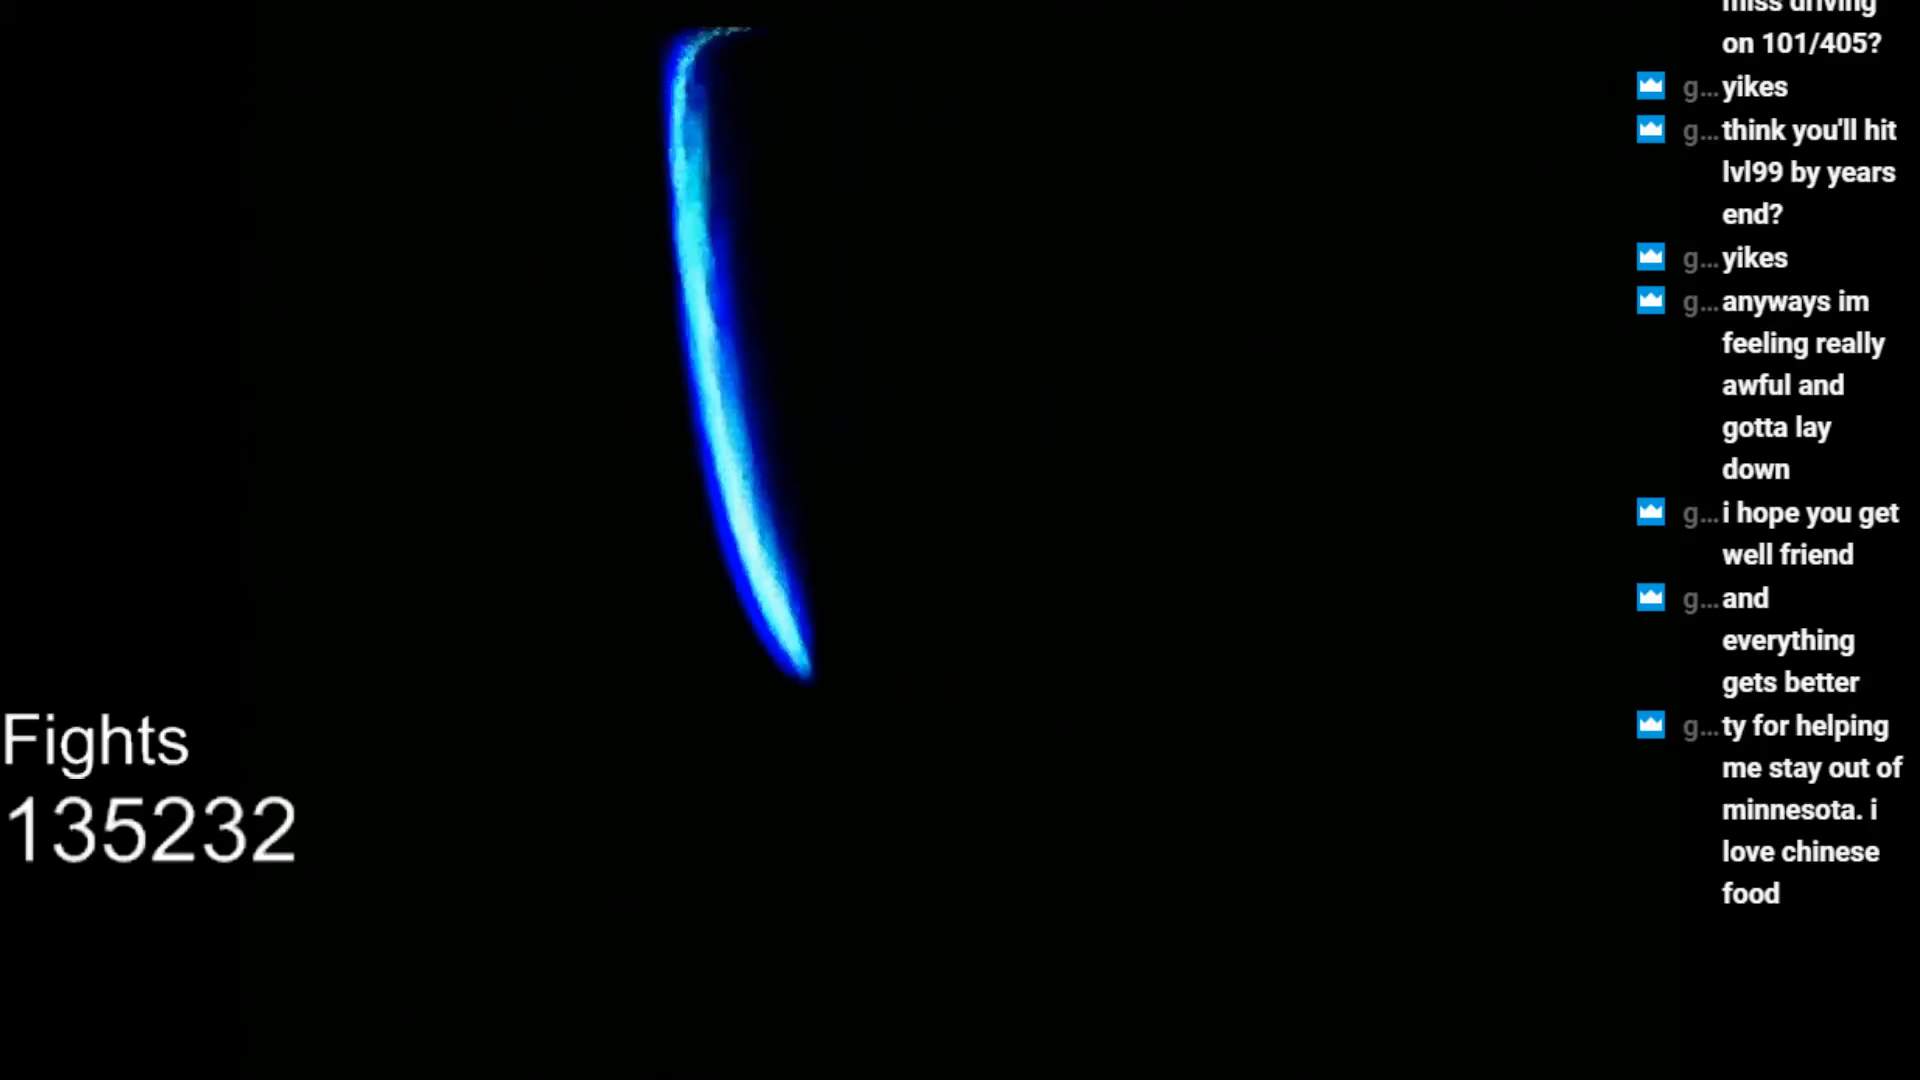 miss driving
on 101/405?
g... yikes
g... think you'll hit
lvl99 by years
end?
g... yikes
g... anyways im
feeling really
awful and
gotta lay
down
g... i hope you get
well friend
g... and
everything
gets better
g... ty for helping
me stay out of
minnesota. i
love chinese
food
Fights
135232